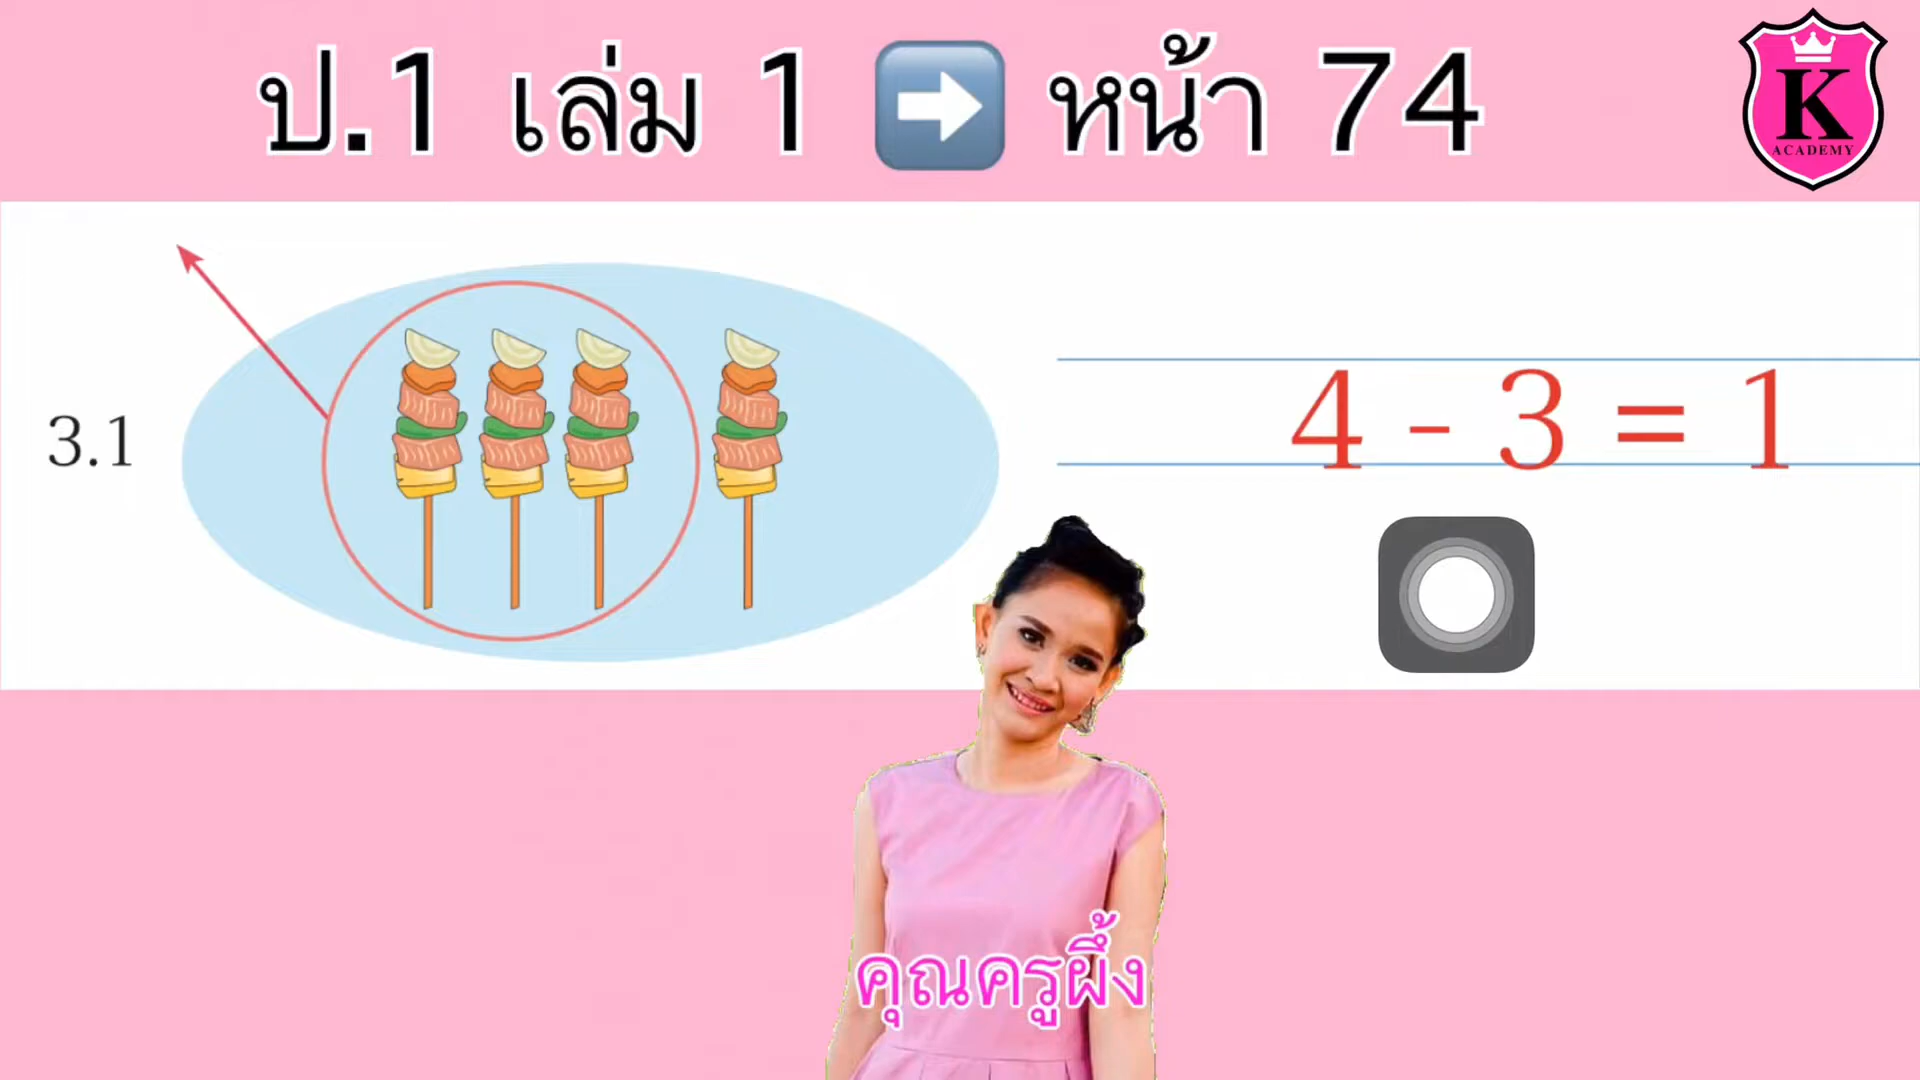 ป.1 เล่ม 1 ➡ หน้า 74
K
ACADEMY
3.1
4 - 3 = 1
คุณครูผึ้ง